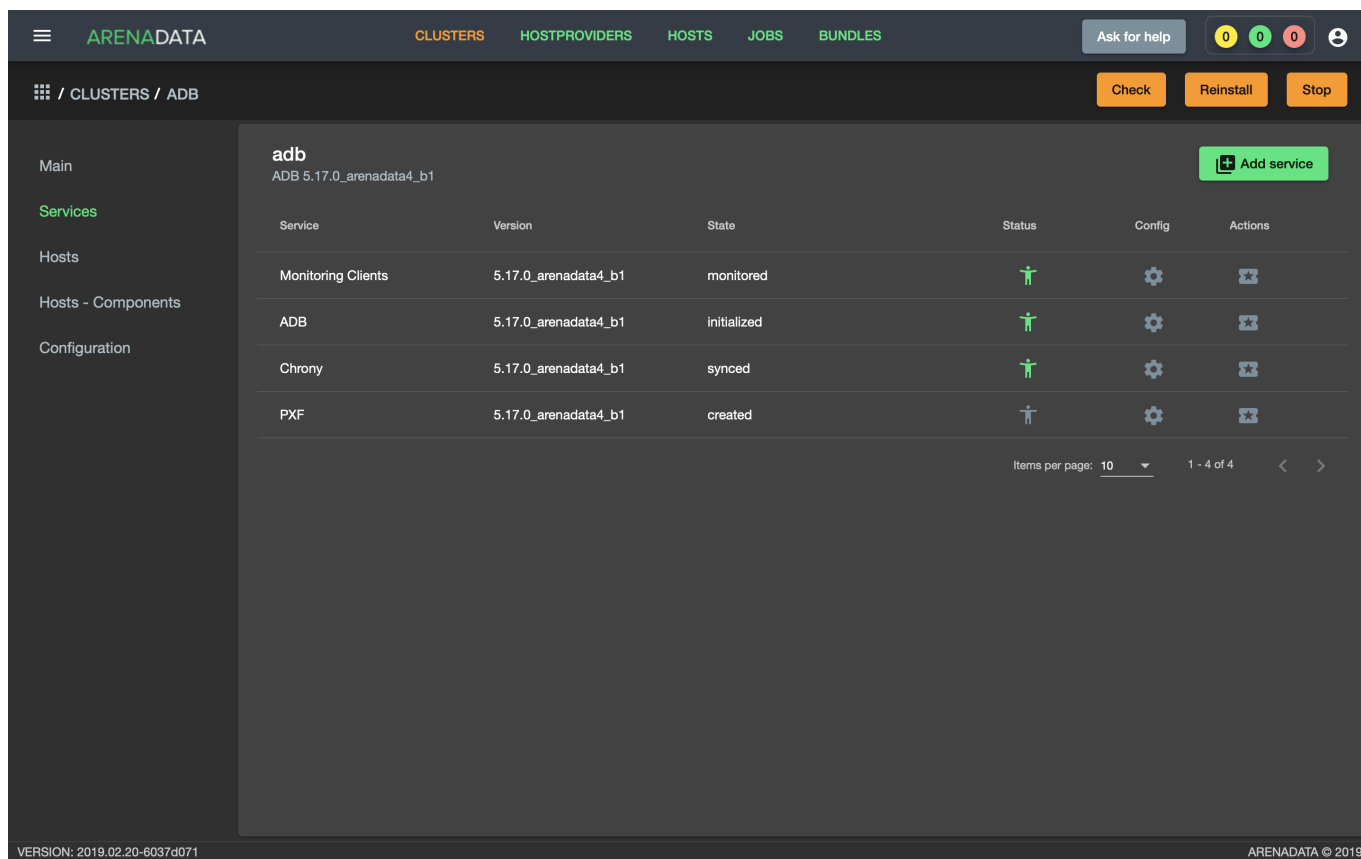 ARENADATA CLUSTERS HOSTPROVIDERS HOSTS JOBS BUNDLES Ask for help 0 0 0
/ CLUSTERS / ADB Check Reinstall Stop
Main
Services
Hosts
Hosts - Components
Configuration
adb
ADB 5.17.0_arenadata4_b1
Add service
Service Version State Status Config Actions
Monitoring Clients 5.17.0_arenadata4_b1 monitored
ADB 5.17.0_arenadata4_b1 initialized
Chrony 5.17.0_arenadata4_b1 synced
PXF 5.17.0_arenadata4_b1 created
Items per page: 10 1 - 4 of 4
VERSION: 2019.02.20-6037d071 ARENADATA © 2019